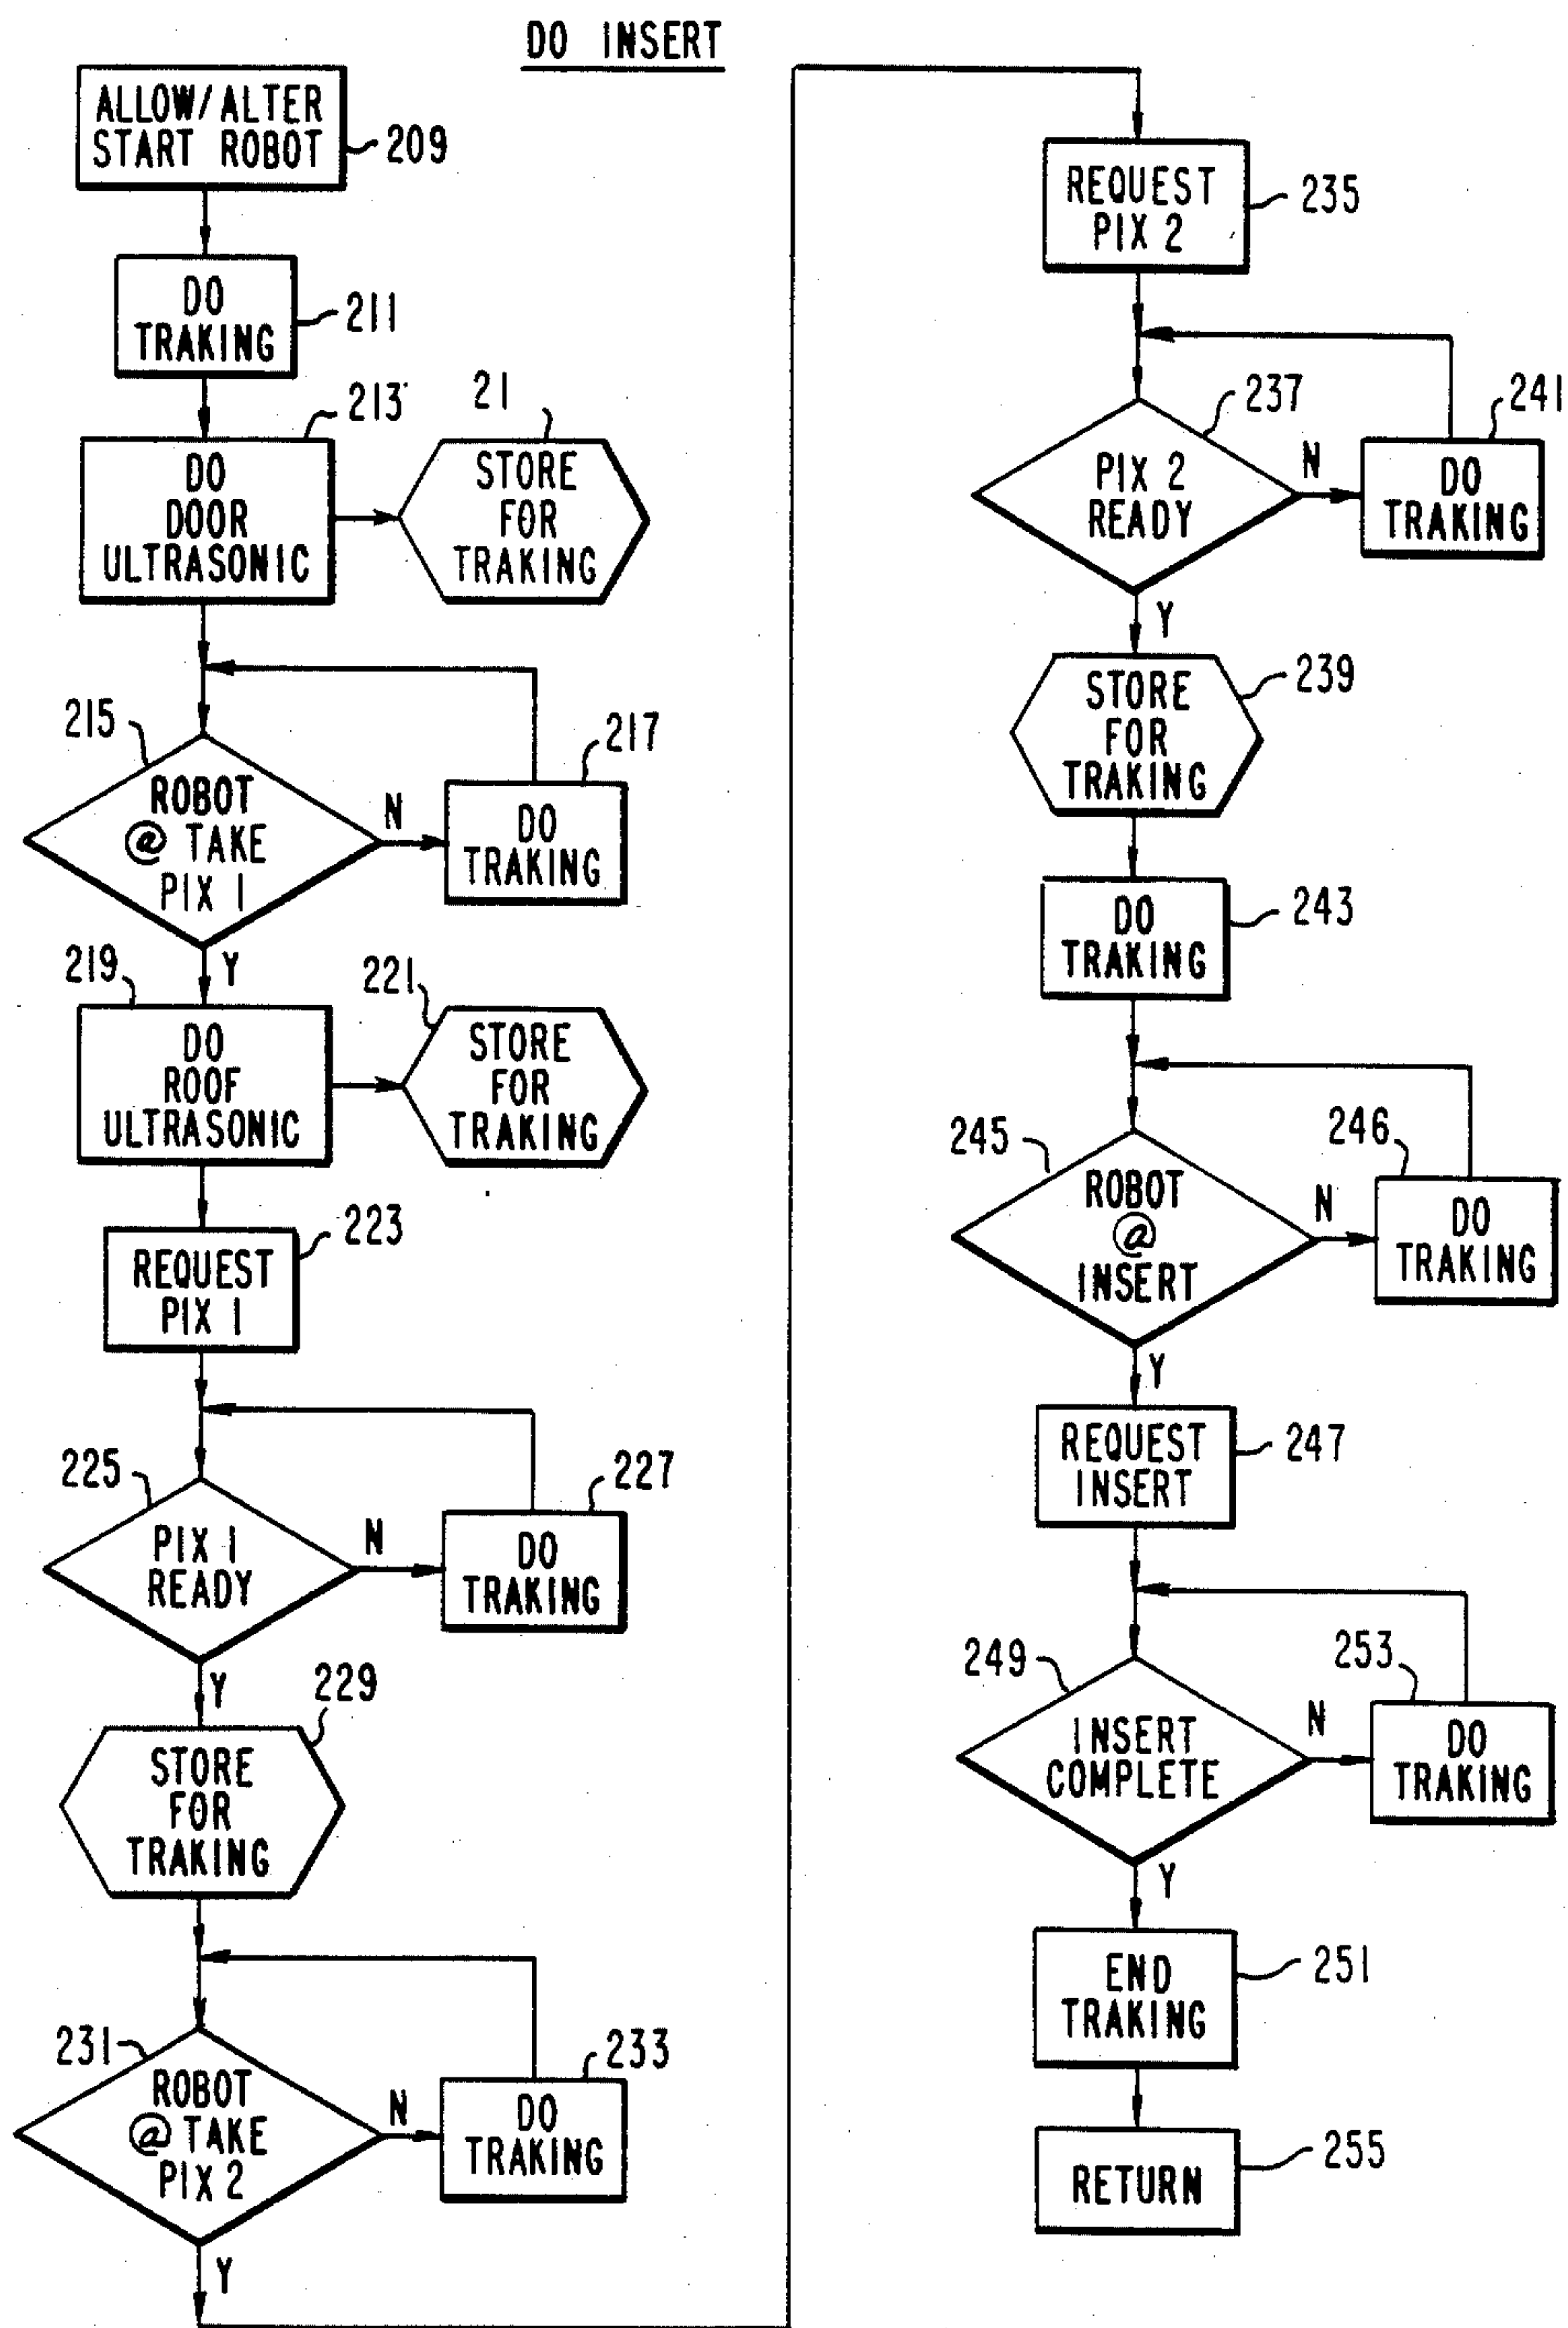 DO INSERT
ALLOW/ALTER
START ROBOT
209
DO
TRAKING
211
213
DO
DOOR
ULTRASONIC
21
STORE
FOR
TRAKING
215
ROBOT
@ TAKE
PIX 1
N
217
DO
TRAKING
Y
219
DO
ROOF
ULTRASONIC
221
STORE
FOR
TRAKING
223
REQUEST
PIX 1
225
PIX 1
READY
N
227
DO
TRAKING
Y
229
STORE
FOR
TRAKING
231
ROBOT
@ TAKE
PIX 2
N
233
DO
TRAKING
Y
REQUEST
PIX 2
235
237
PIX 2
READY
N
241
DO
TRAKING
Y
239
STORE
FOR
TRAKING
DO
TRAKING
243
245
ROBOT
@
INSERT
N
246
DO
TRAKING
Y
REQUEST
INSERT
247
249
INSERT
COMPLETE
N
253
DO
TRAKING
Y
END
TRAKING
251
RETURN
255